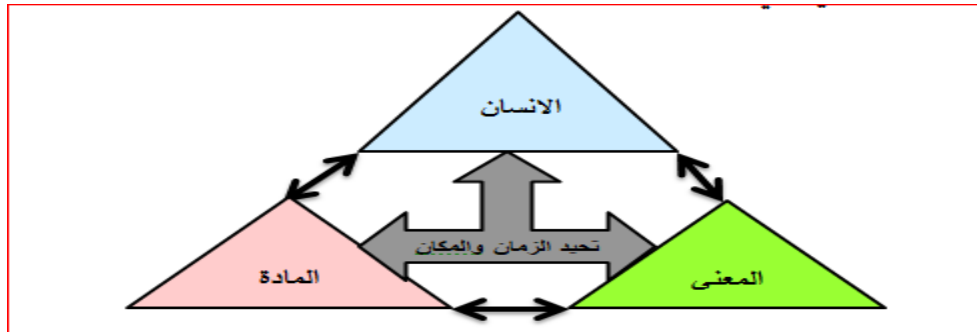 الانسان
تحيد الزمان والمكان
المادة
المعنى